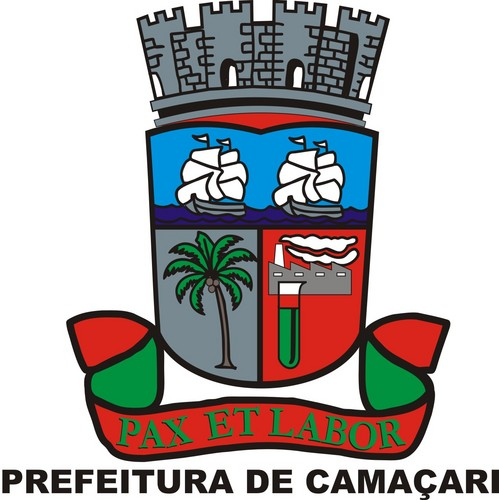 PAX ET LABOR
PREFEITURA DE CAMAÇARI